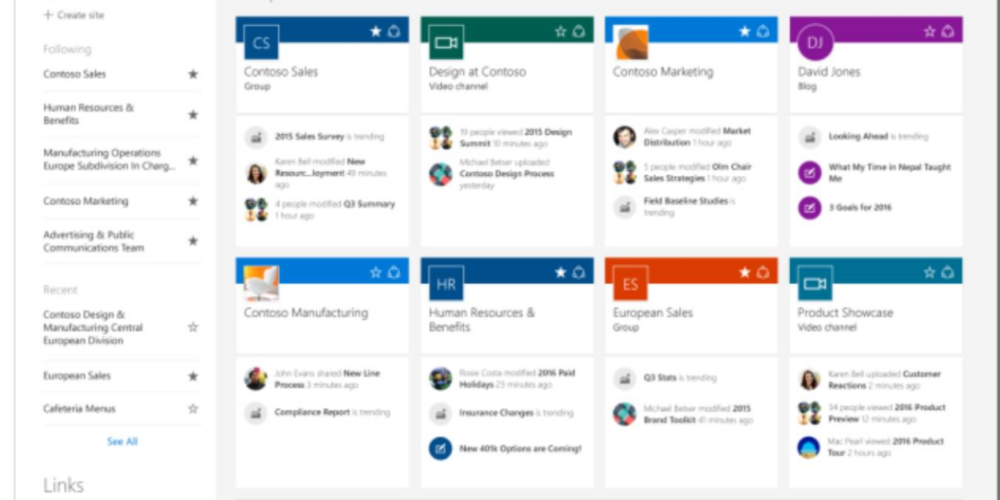 + Create site
Following
Contoso Sales
Human Resources &
Benefits
Manufacturing Operations
Europe Subdivision In Charg...
Contoso Marketing
Advertising & Public
Communications Team
Recent
Contoso Design &
Manufacturing Central
European Division
European Sales
Cafeteria Menus
See All
Links
CS
Contoso Sales
Group
2015 Sales Survey is trending
Karen Bell modified New
Resourc...loyment 49 minutes
ago
4 people modified Q3 Summary
1 hour ago
Design at Contoso
Video channel
19 people viewed 2015 Design
Summit 10 minutes ago
Michael Betser uploaded
Contoso Design Process
yesterday
Contoso Marketing
Alex Casper modified Market
Distribution 1 hour ago
5 people modified Olm Chair
Sales Strategies 1 hour ago
Field Baseline Studies is
trending
DJ
David Jones
Blog
Looking Ahead is trending
What My Time in Nepal Taught
Me
3 Goals for 2016
Contoso Manufacturing
John Evans shared New Line
Process 3 minutes ago
Compliance Report is trending
HR
Human Resources &
Benefits
Rosie Costa modified 2016 Paid
Holidays 23 minutes ago
Insurance Changes is trending
New 401k Options are Coming!
ES
European Sales
Group
Q3 Stats is trending
Michael Betser modified 2015
Brand Toolkit 41 minutes ago
Product Showcase
Video channel
Karen Bell uploaded Customer
Reactions 2 minutes ago
34 people viewed 2016 Product
Preview 12 minutes ago
Mac Pearl viewed 2016 Product
Tour 2 hours ago